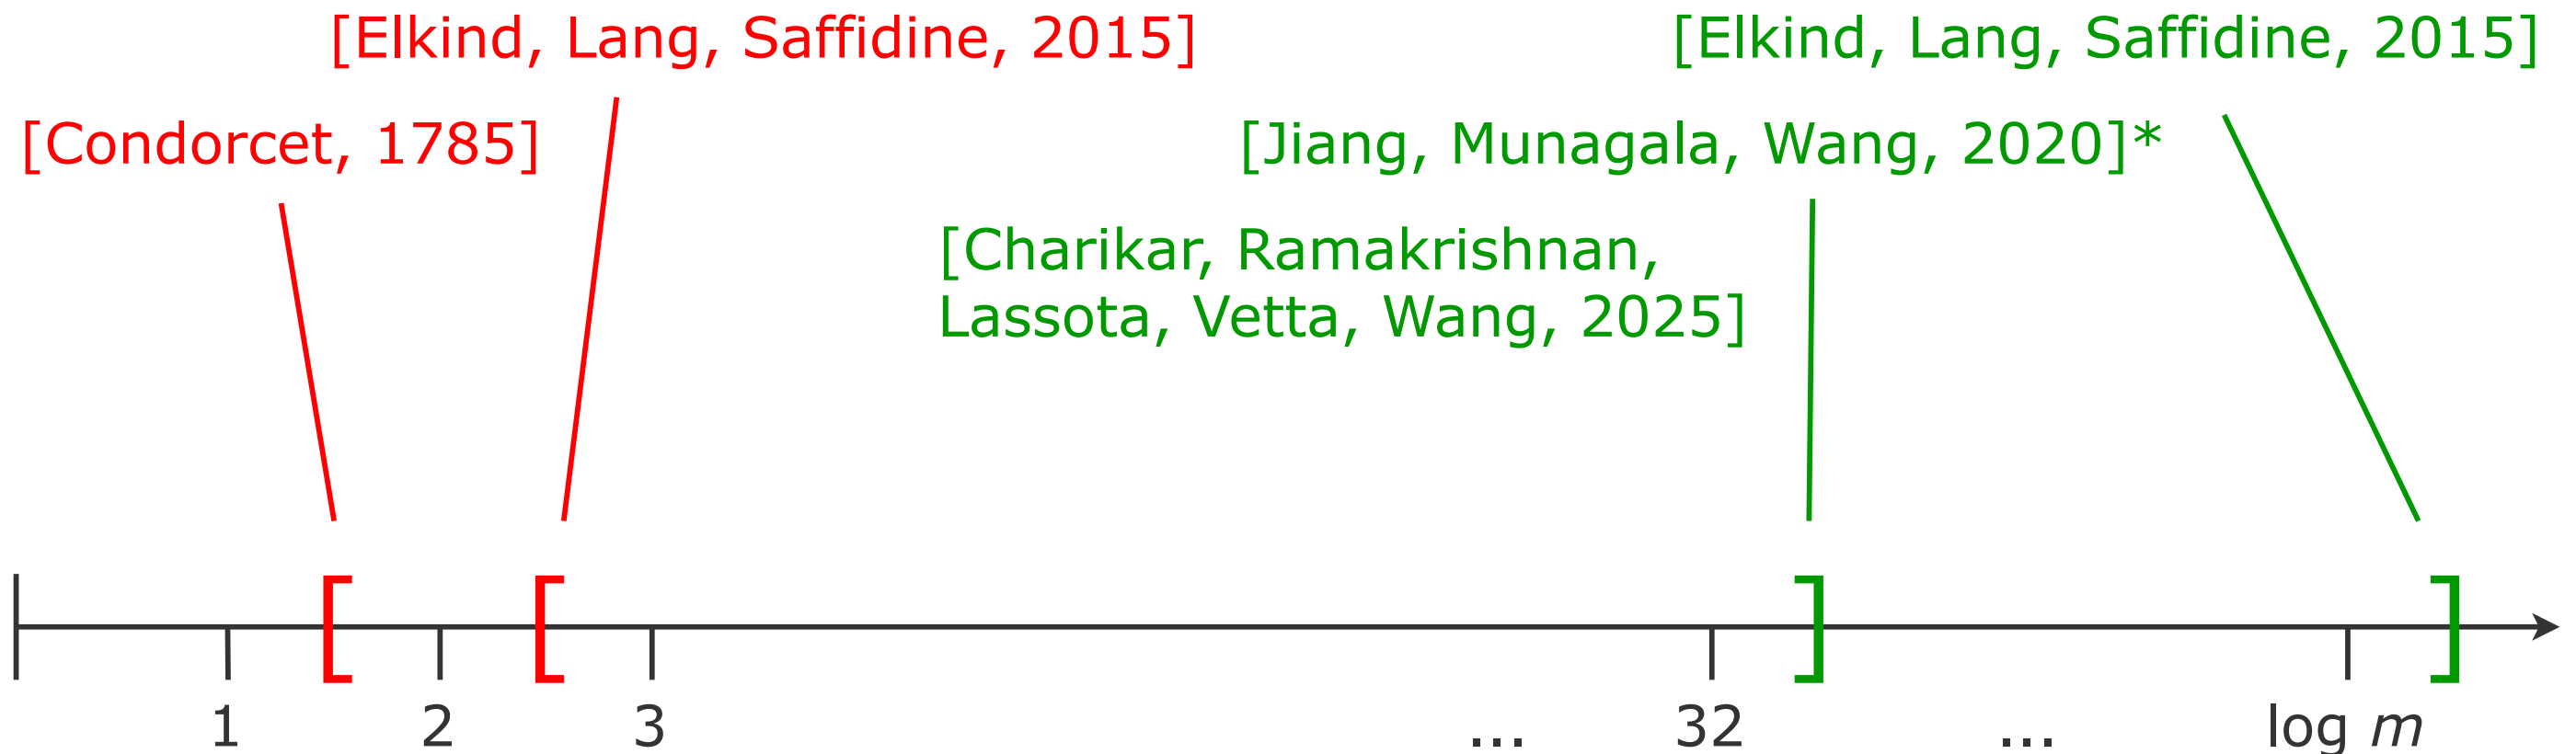 [Elkind, Lang, Saffidine, 2015]
[Elkind, Lang, Saffidine, 2015]
[Condorcet, 1785]
[Jiang, Munagala, Wang, 2020]*
[Charikar, Ramakrishnan,
Lassota, Vetta, Wang, 2025]
1 2 3 ... 32 ... log m